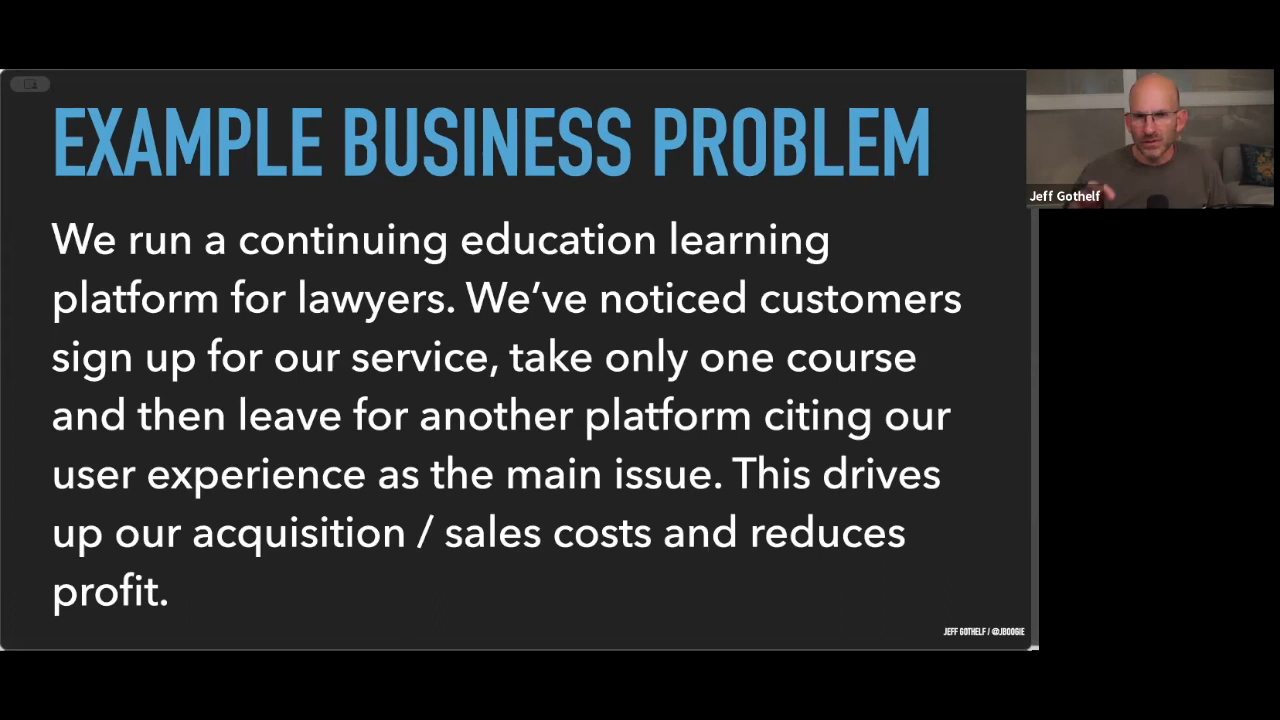 EXAMPLE BUSINESS PROBLEM
We run a continuing education learning
platform for lawyers. We’ve noticed customers
sign up for our service, take only one course
and then leave for another platform citing our
user experience as the main issue. This drives
up our acquisition / sales costs and reduces
profit.
JEFF GOTHELF / @JBOOGIE
Jeff Gothelf